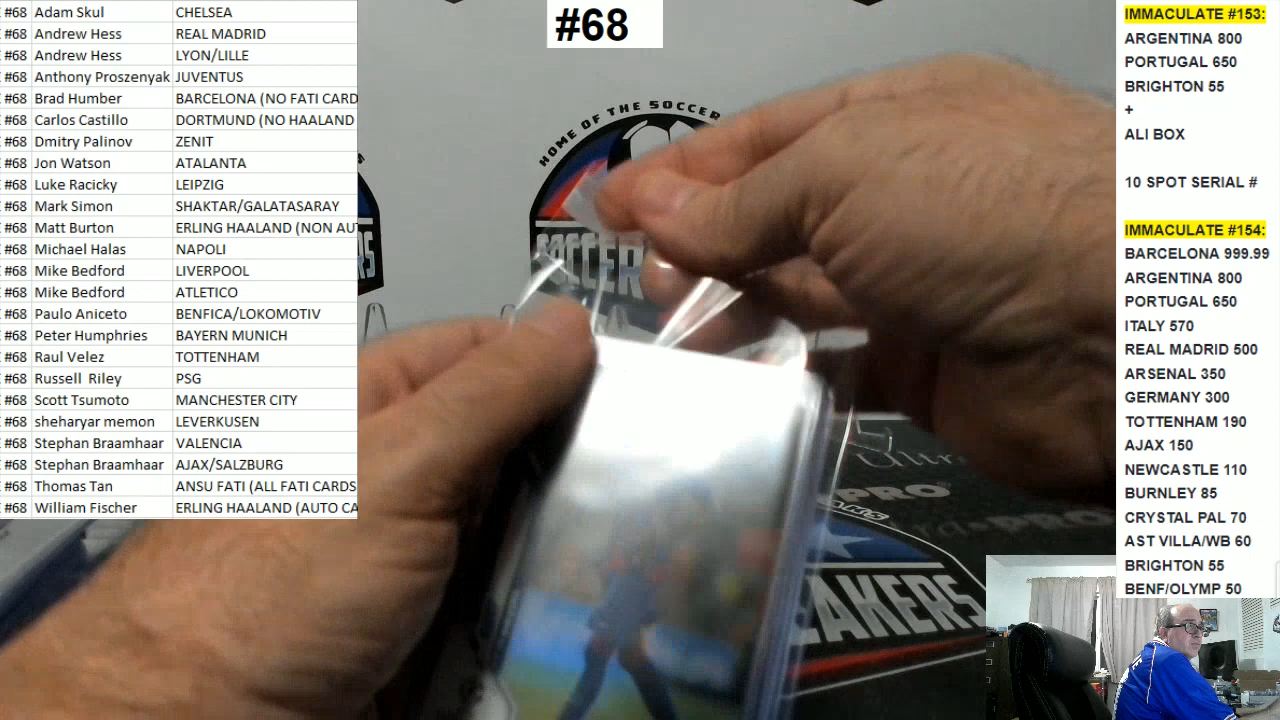 #68 Adam Skul CHELSEA
#68 Andrew Hess REAL MADRID
#68 Andrew Hess LYON/LILLE
#68 Anthony Proszenyak JUVENTUS
#68 Brad Humber BARCELONA (NO FATI CARD
#68 Carlos Castillo DORTMUND (NO HAALAND
#68 Dmitry Palinov ZENIT
#68 Jon Watson ATALANTA
#68 Luke Racicky LEIPZIG
#68 Mark Simon SHAKTAR/GALATASARAY
#68 Matt Burton ERLING HAALAND (NON AU
#68 Michael Halas NAPOLI
#68 Mike Bedford LIVERPOOL
#68 Mike Bedford ATLETICO
#68 Paulo Aniceto BENFICA/LOKOMOTIV
#68 Peter Humphries BAYERN MUNICH
#68 Raul Velez TOTTENHAM
#68 Russell Riley PSG
#68 Scott Tsumoto MANCHESTER CITY
#68 sheharyar memon LEVERKUSEN
#68 Stephan Braamhaar VALENCIA
#68 Stephan Braamhaar AJAX/SALZBURG
#68 Thomas Tan ANSU FATI (ALL FATI CARDS
#68 William Fischer ERLING HAALAND (AUTO CA
#68
HOME OF THE SOCCER
SOCCER
PRO
EAKERS
IMMACULATE #153:
ARGENTINA 800
PORTUGAL 650
BRIGHTON 55
+
ALI BOX
10 SPOT SERIAL #
IMMACULATE #154:
BARCELONA 999.99
ARGENTINA 800
PORTUGAL 650
ITALY 570
REAL MADRID 500
ARSENAL 350
GERMANY 300
TOTTENHAM 190
AJAX 150
NEWCASTLE 110
BURNLEY 85
CRYSTAL PAL 70
AST VILLA/WB 60
BRIGHTON 55
BENF/OLYMP 50